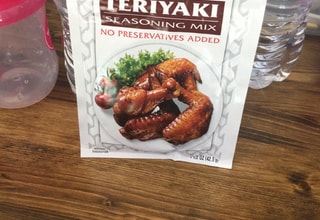 TERIYAKI
SEASONING MIX
NO PRESERVATIVES ADDED